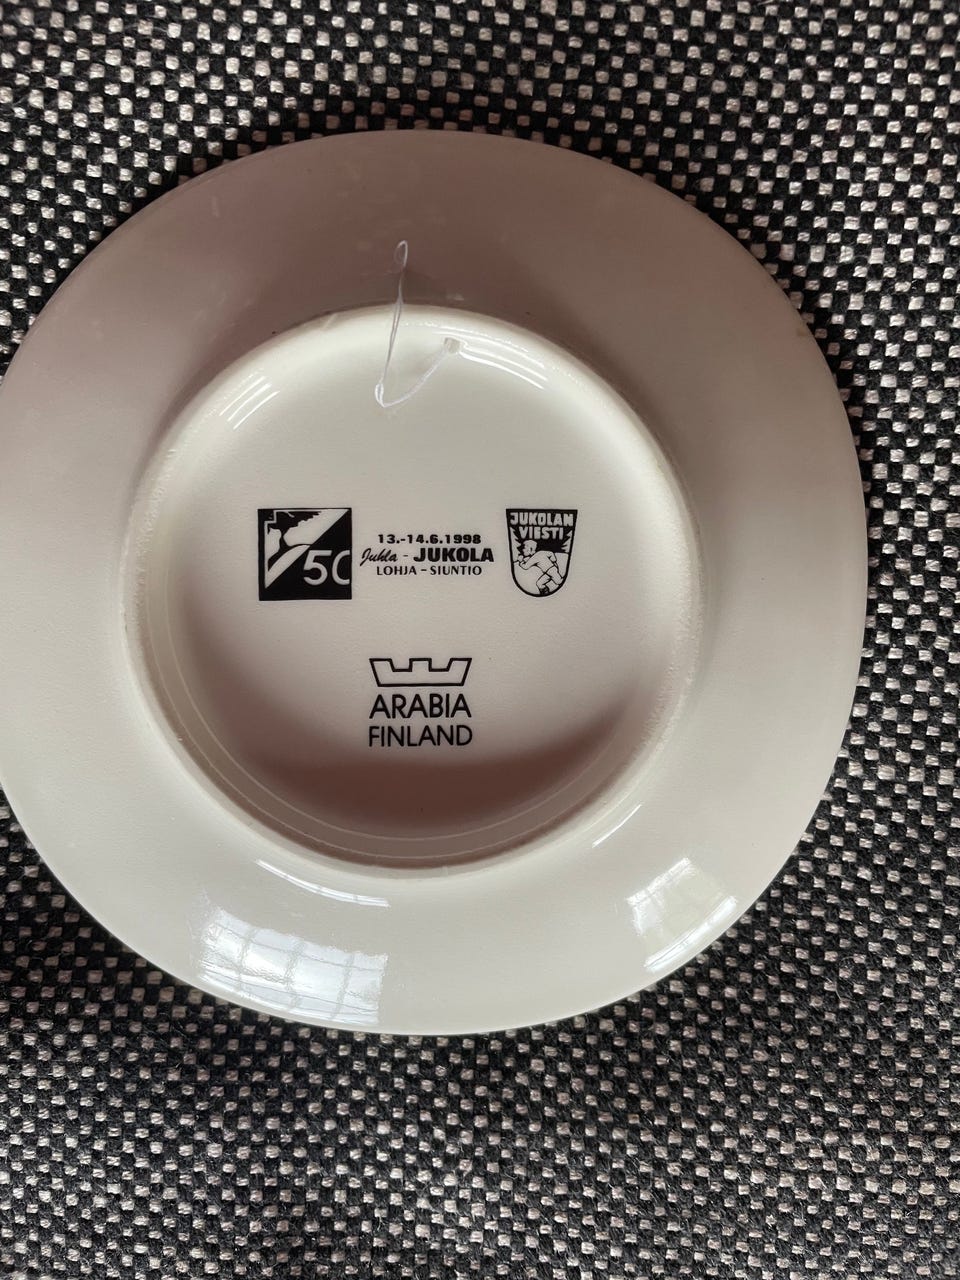 50
13.-14.6.1998
Juhla - JUKOLA
LOHJA - SIUNTIO
JUKOLAN
VIESTI
ARABIA
FINLAND